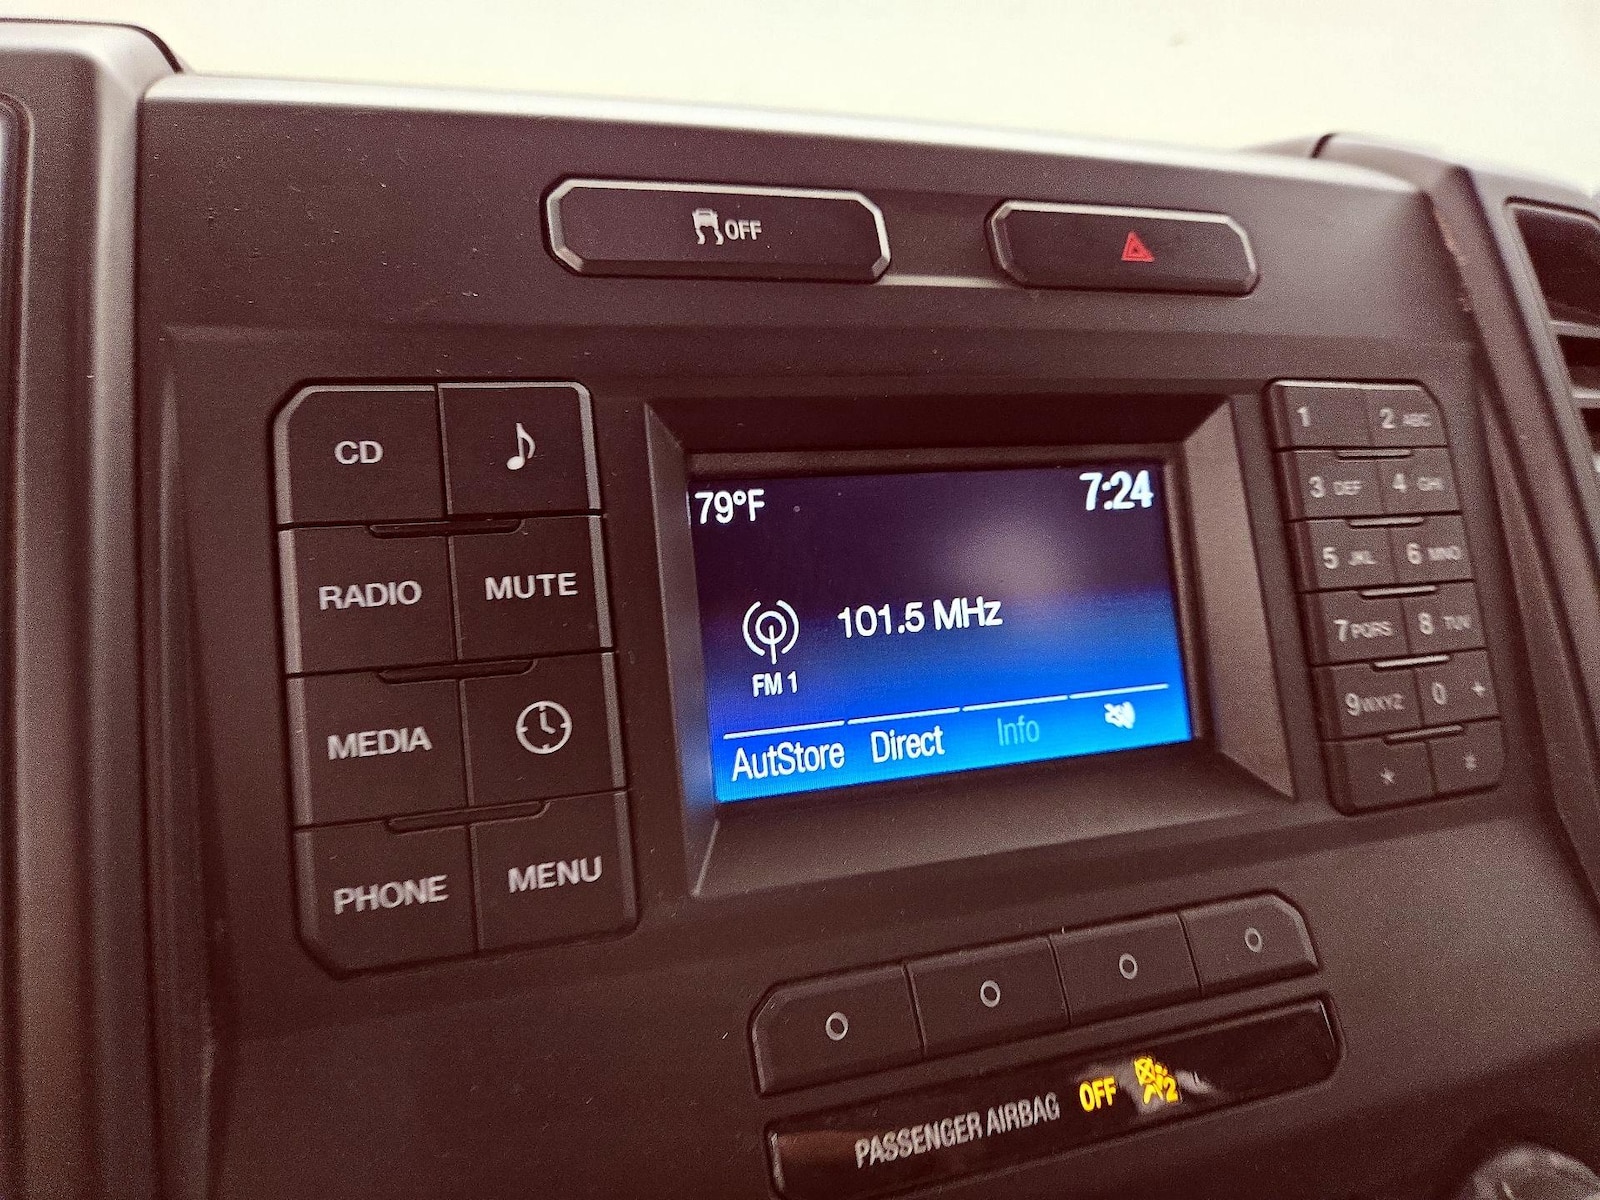 OFF
CD
RADIO MUTE
MEDIA
PHONE MENU
79°F 7:24
101.5 MHz
FM 1
AutStore Direct Info
1 2 ABC
3 DEF 4 GHI
5 JKL 6 MNO
7 PQRS 8 TUV
9 WXYZ 0 +
* #
PASSENGER AIRBAG OFF 2